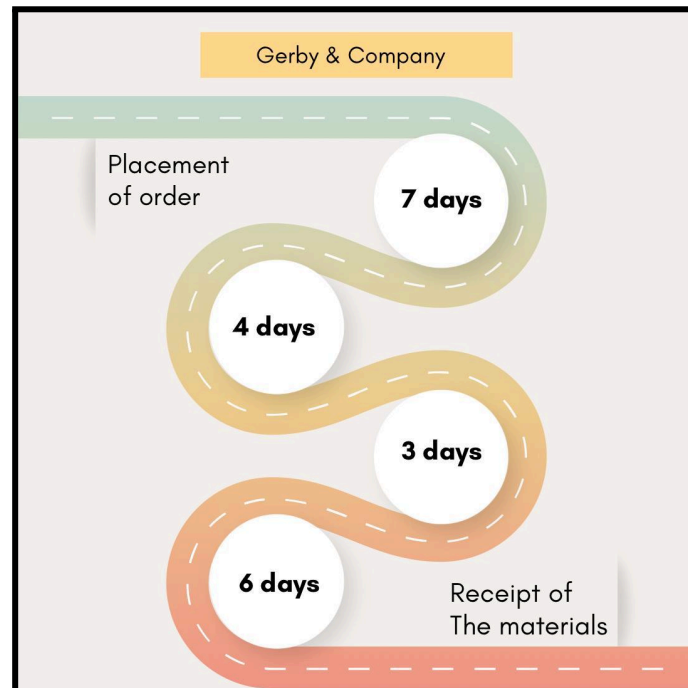 Gerby & Company
Placement
of order
7 days
4 days
3 days
6 days
Receipt of
The materials